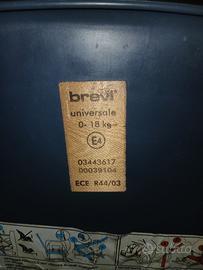 brevi
universale
0- 18 kg
E4
03443617
00039104
ECE R44/03